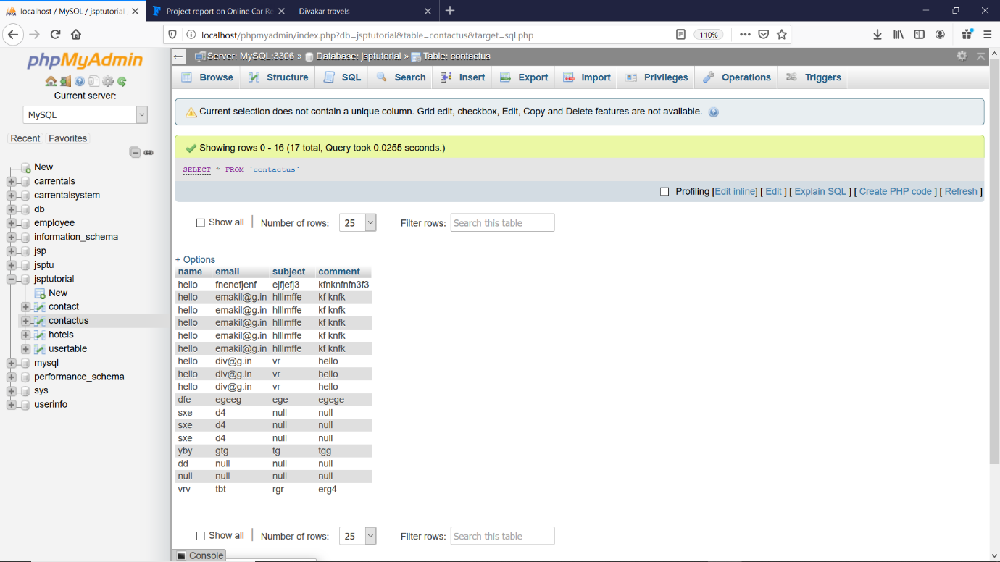 localhost / MySQL / jsptutorial
Project report on Online Car Re
Divakar travels
localhost/phpmyadmin/index.php?db=jsptutorial&table=contactus&target=sql.php
110%
phpMyAdmin
Current server:
MySQL
Recent Favorites
New
carrentals
carrentalsystem
db
employee
information_schema
jsp
jsptu
jsptutorial
New
contact
contactus
hotels
usertable
mysql
performance_schema
sys
userinfo
Server: MySQL:3306 » Database: jsptutorial » Table: contactus
Browse Structure SQL Search Insert Export Import Privileges Operations Triggers
Current selection does not contain a unique column. Grid edit, checkbox, Edit, Copy and Delete features are not available.
Showing rows 0 - 16 (17 total, Query took 0.0255 seconds.)
SELECT * FROM `contactus`
Profiling [Edit inline] [ Edit ] [ Explain SQL ] [ Create PHP code ] [ Refresh ]
Show all | Number of rows: 25 Filter rows: Search this table
+ Options
name email subject comment
hello fnenefjenf ejfjefj3 kfnknfnfn3f3
hello emakil@g.in hlllmffe kf knfk
hello emakil@g.in hlllmffe kf knfk
hello emakil@g.in hlllmffe kf knfk
hello emakil@g.in hlllmffe kf knfk
hello emakil@g.in hlllmffe kf knfk
hello div@g.in vr hello
hello div@g.in vr hello
hello div@g.in vr hello
dfe egeeg ege egege
sxe d4 null null
sxe d4 null null
sxe d4 null null
yby gtg tg tgg
dd null null null
null null null null
vrv tbt rgr erg4
Show all | Number of rows: 25 Filter rows: Search this table
Console